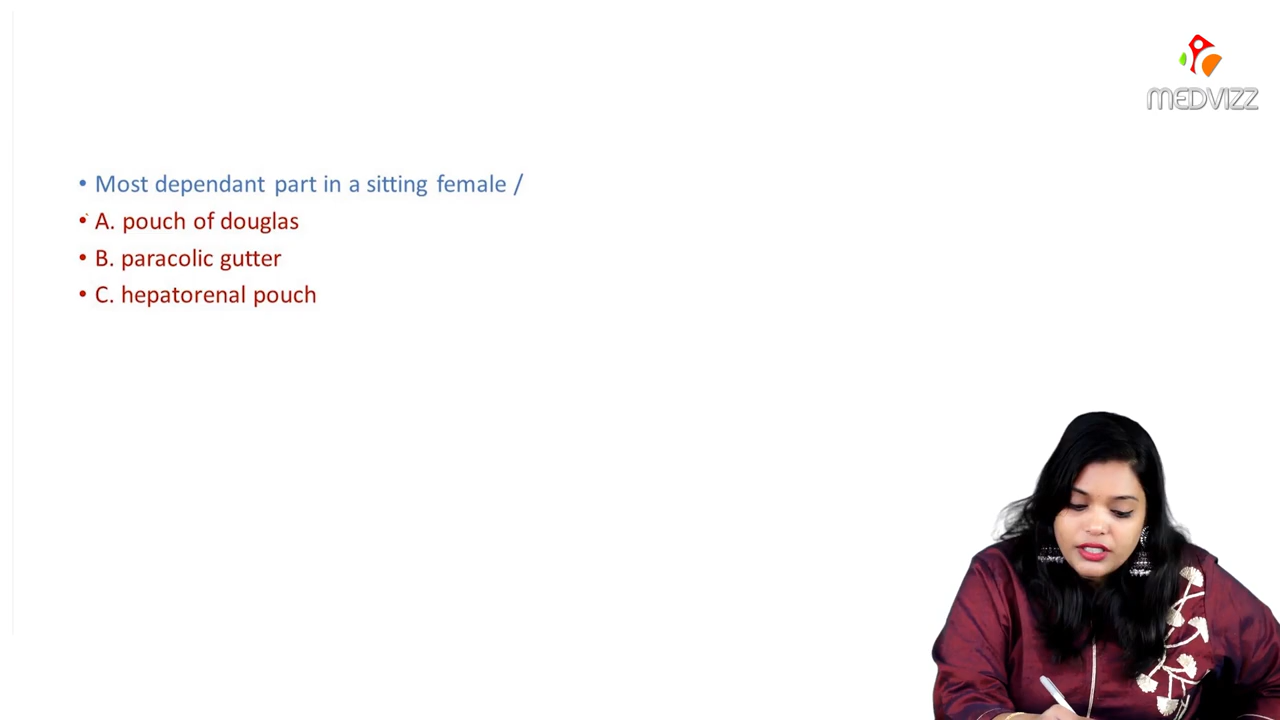 MEDVIZZ
• Most dependant part in a sitting female /
• A. pouch of douglas
• B. paracolic gutter
• C. hepatorenal pouch